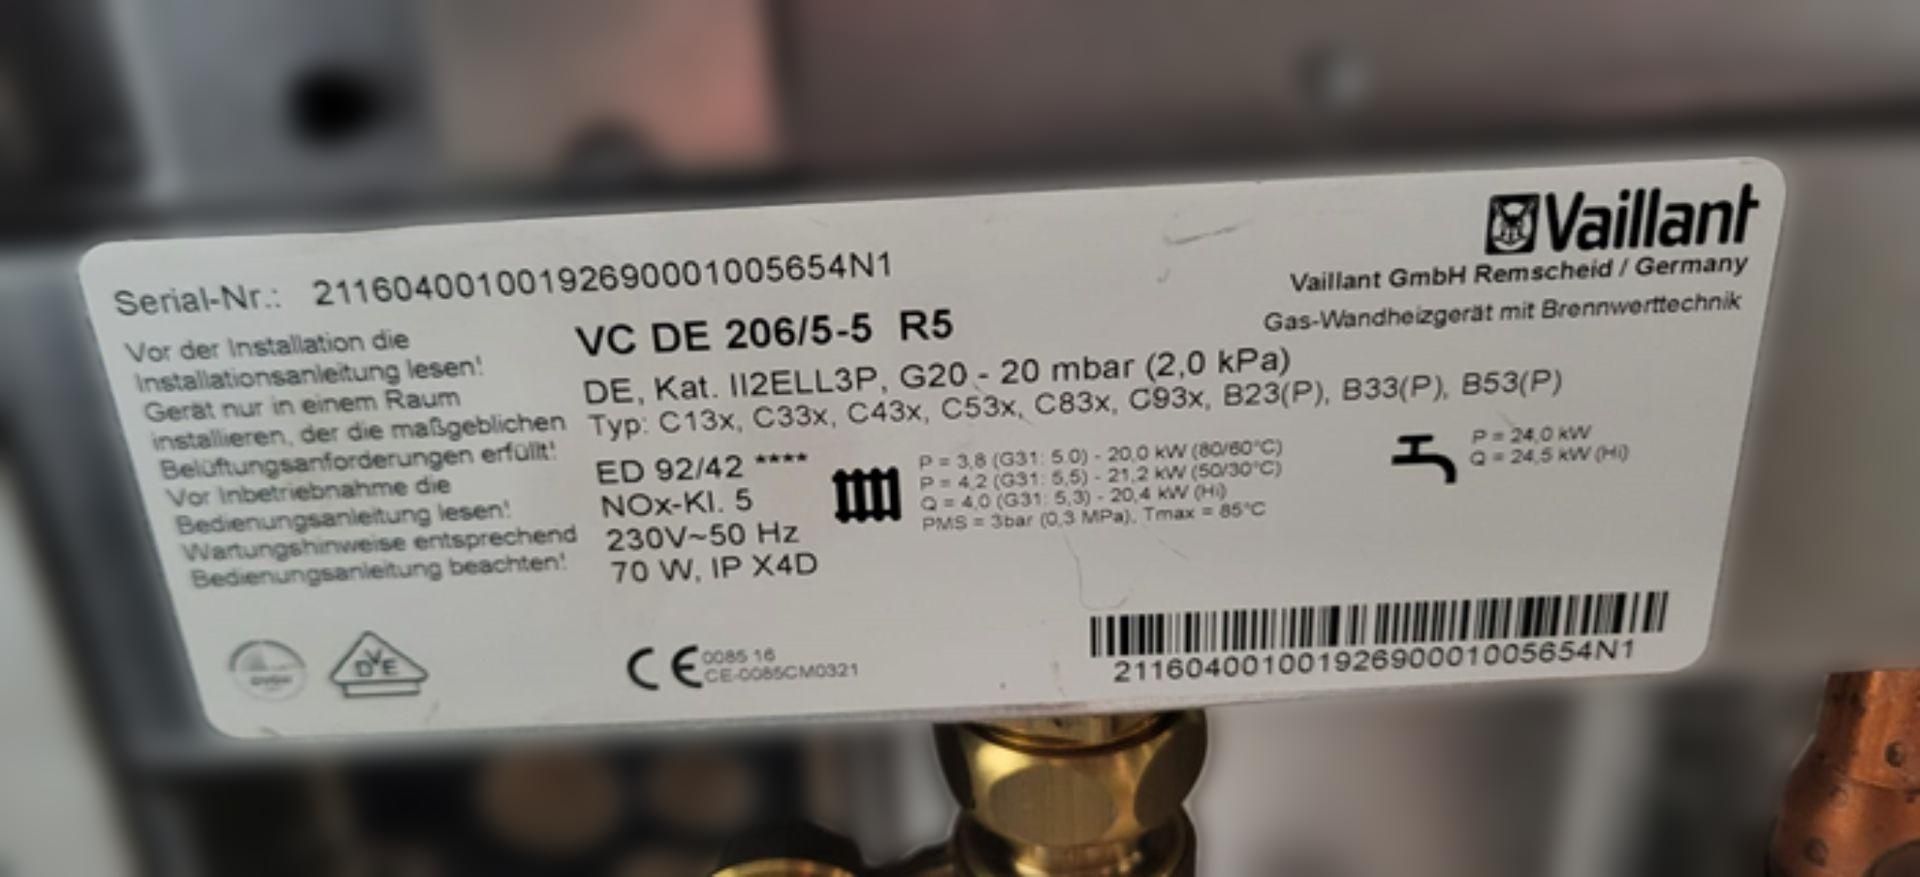 Vaillant
Vaillant GmbH Remscheid / Germany
Gas-Wandheizgerät mit Brennwerttechnik
Serial-Nr.: 21160400100192690001005654N1
Vor der Installation die
Installationsanleitung lesen!
Gerät nur in einem Raum
installieren, der die maßgeblichen
Belüftungsanforderungen erfüllt!
Vor Inbetriebnahme die
Bedienungsanleitung lesen!
Wartungshinweise entsprechend
Bedienungsanleitung beachten!
VC DE 206/5-5 R5
DE, Kat. II2ELL3P, G20 - 20 mbar (2,0 kPa)
Typ: C13x, C33x, C43x, C53x, C83x, C93x, B23(P), B33(P), B53(P)
ED 92/42 ****
NOx-Kl. 5
230V~50 Hz
70 W, IP X4D
P = 3,8 (G31: 5,0) - 20,0 kW (80/60°C)
P = 4,2 (G31: 5,5) - 21,2 kW (50/30°C)
Q = 4,0 (G31: 5,3) - 20,4 kW (Hi)
PMS = 3bar (0,3 MPa), Tmax = 85°C
P = 24,0 kW
Q = 24,5 kW (Hi)
DVE
CE 0085 16
CE-0085CM0321
21160400100192690001005654N1